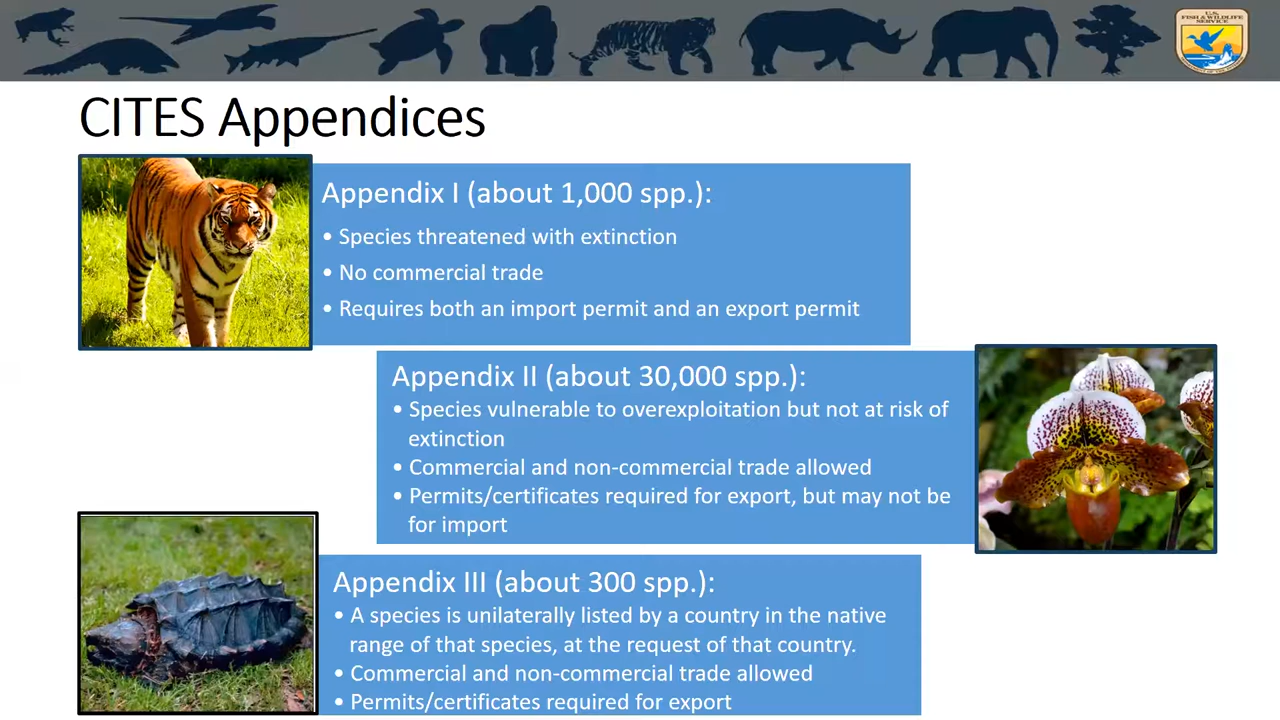 U.S.
FISH & WILDLIFE
SERVICE
CITES Appendices
Appendix I (about 1,000 spp.):
• Species threatened with extinction
• No commercial trade
• Requires both an import permit and an export permit
Appendix II (about 30,000 spp.):
• Species vulnerable to overexploitation but not at risk of
extinction
• Commercial and non-commercial trade allowed
• Permits/certificates required for export, but may not be
for import
Appendix III (about 300 spp.):
• A species is unilaterally listed by a country in the native
range of that species, at the request of that country.
• Commercial and non-commercial trade allowed
• Permits/certificates required for export